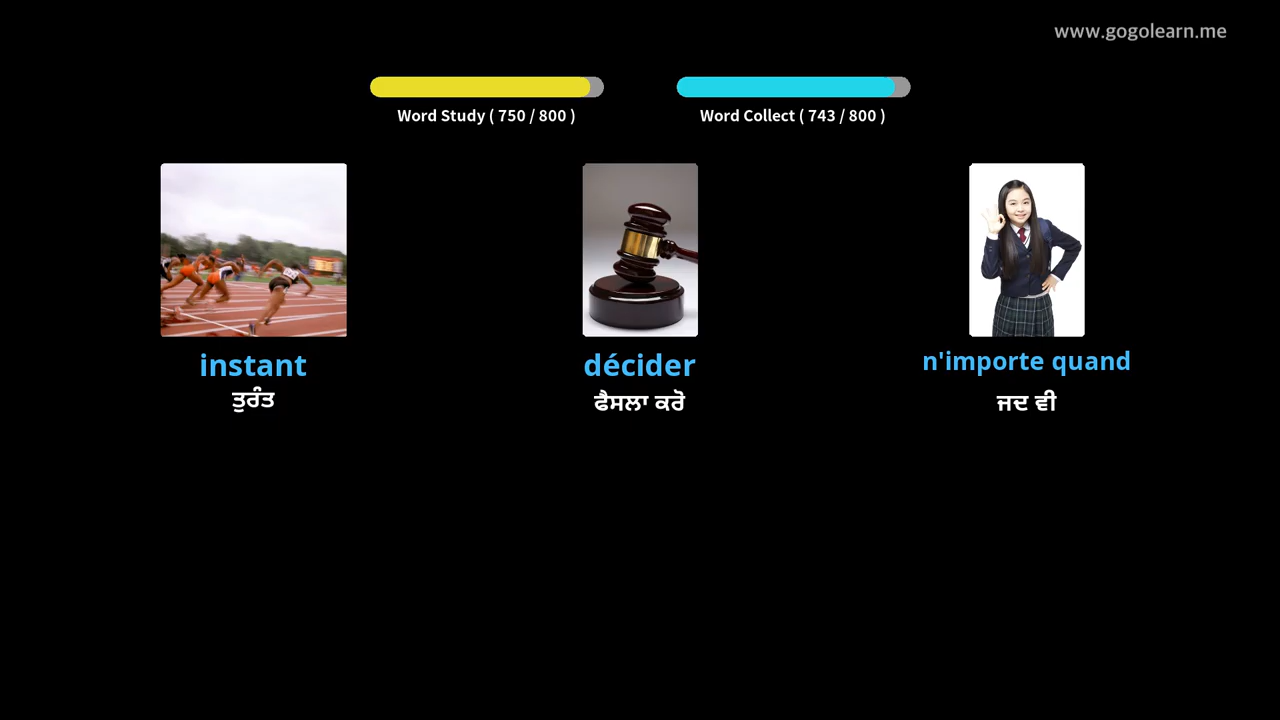 www.gogolearn.me
Word Study ( 750 / 800 )
Word Collect ( 743 / 800 )
instant
décider
n'importe quand
ਤੁਰੰਤ
ਫੈਸਲਾ ਕਰੋ
ਜਦ ਵੀ